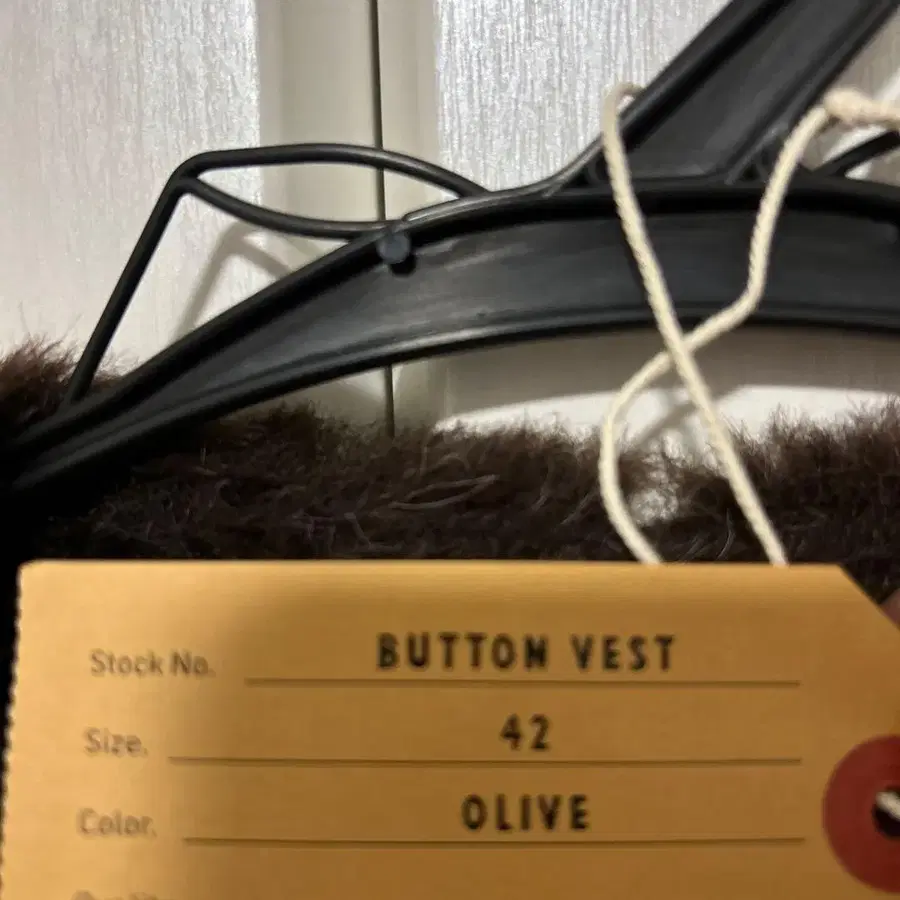 Stock No. BUTTON VEST
Size. 42
Color. OLIVE